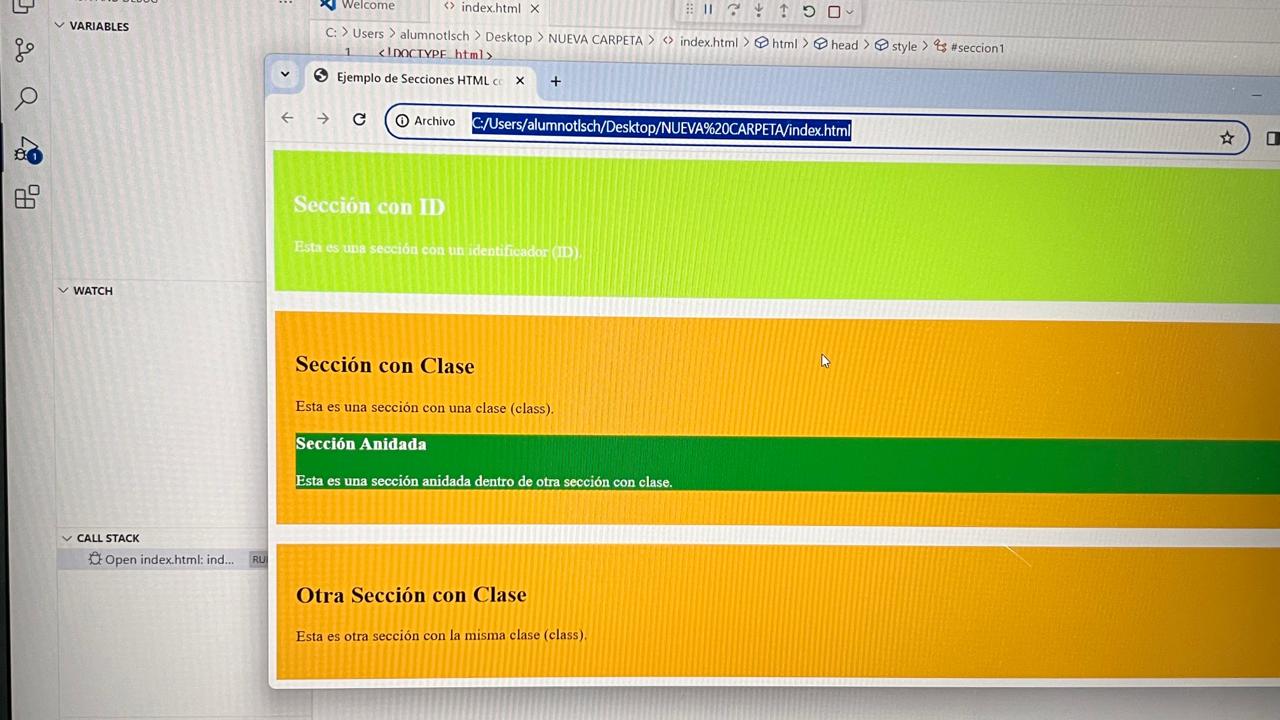 Welcome
index.html
VARIABLES
C: > Users > alumnotlsch > Desktop > NUEVA CARPETA > index.html > html > head > style > #seccion1
1 <!DOCTYPE html>
Ejemplo de Secciones HTML
Archivo C:/Users/alumnotlsch/Desktop/NUEVA%20CARPETA/index.html
1
Sección con ID
Esta es una sección con un identificador (ID).
WATCH
Sección con Clase
Esta es una sección con una clase (class).
Sección Anidada
Esta es una sección anidada dentro de otra sección con clase.
CALL STACK
Open index.html: ind...
Otra Sección con Clase
Esta es otra sección con la misma clase (class).